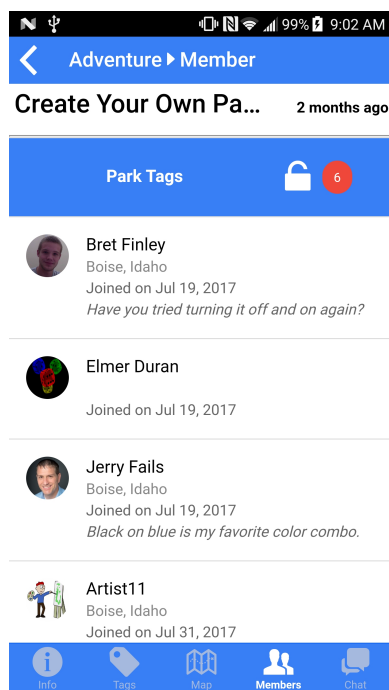 99% 9:02 AM
Adventure Member
Create Your Own Pa... 2 months ago
Park Tags 6
Bret Finley
Boise, Idaho
Joined on Jul 19, 2017
Have you tried turning it off and on again?
Elmer Duran
Joined on Jul 19, 2017
Jerry Fails
Boise, Idaho
Joined on Jul 19, 2017
Black on blue is my favorite color combo.
Artist11
Boise, Idaho
Joined on Jul 31, 2017
Info Tags Map Members Chat